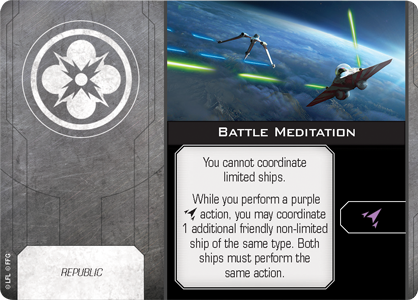 BATTLE MEDITATION
You cannot coordinate
limited ships.
While you perform a purple
action, you may coordinate
1 additional friendly non-limited
ship of the same type. Both
ships must perform the
same action.
REPUBLIC
© LFL © FFG